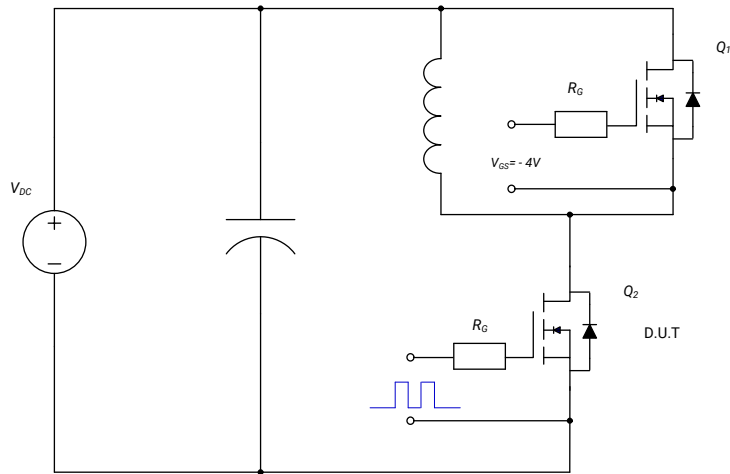 Q1
RG
VGS= - 4V
VDC
Q2
RG
D.U.T